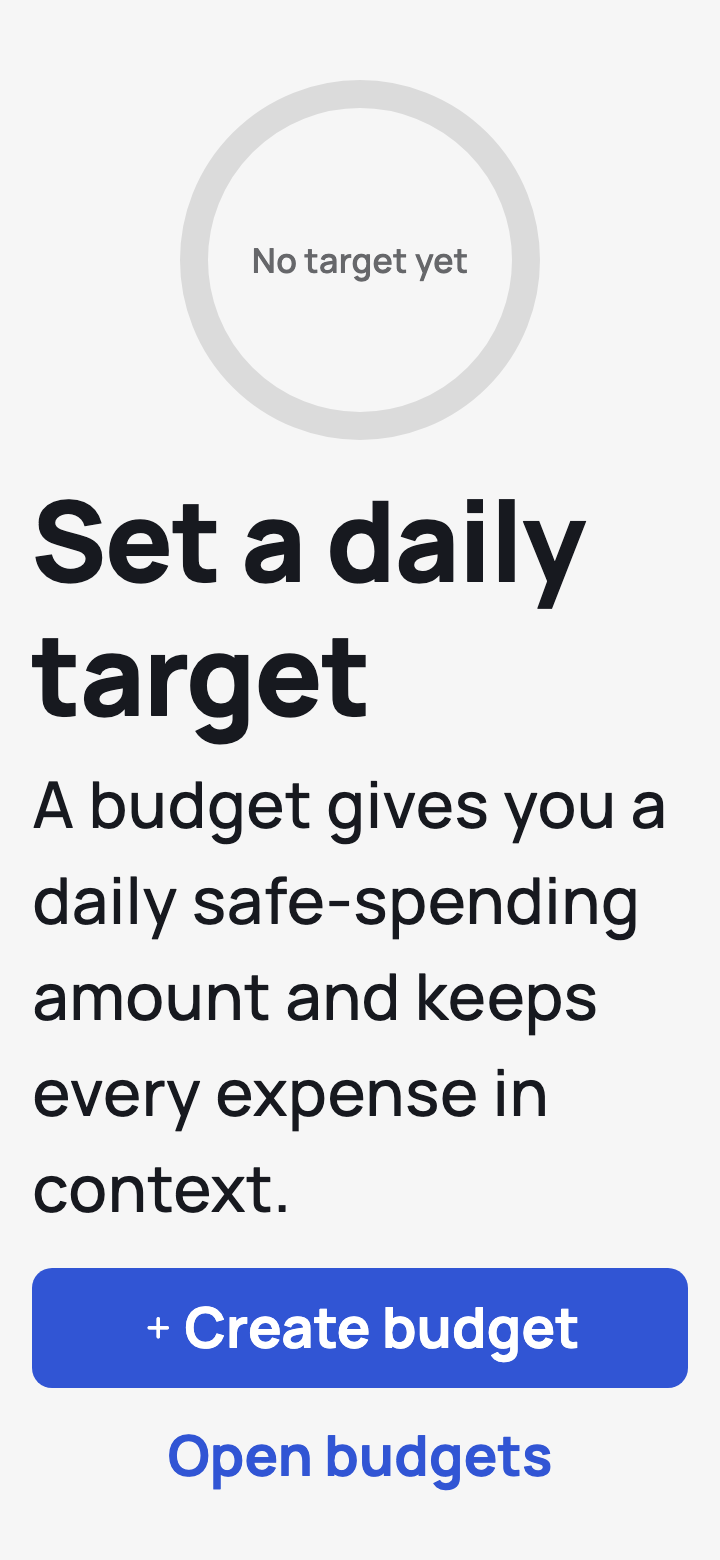 No target yet
Set a daily
target
A budget gives you a
daily safe-spending
amount and keeps
every expense in
context.
+ Create budget
Open budgets